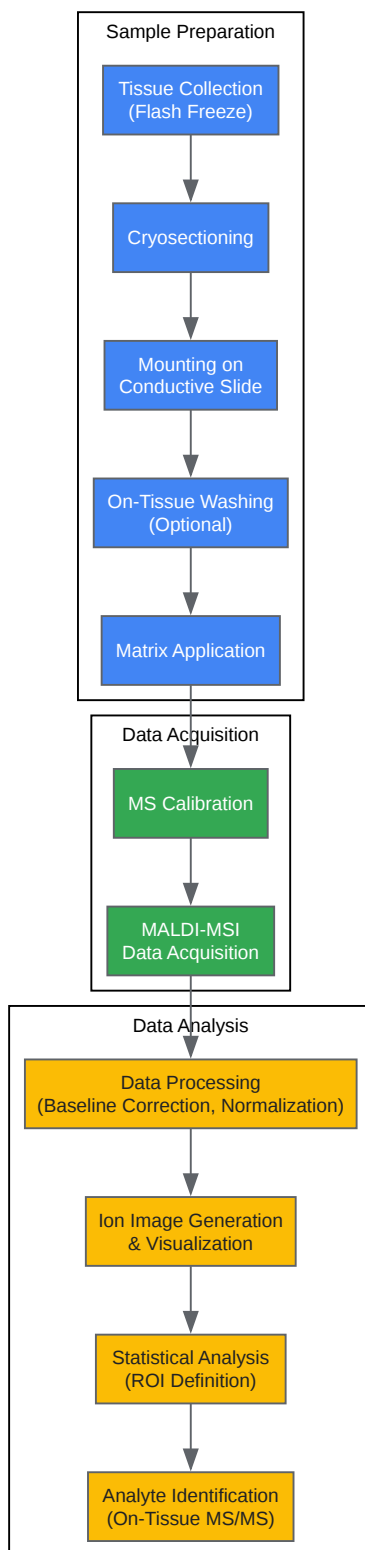 Sample Preparation
Tissue Collection
(Flash Freeze)
Cryosectioning
Mounting on
Conductive Slide
On-Tissue Washing
(Optional)
Matrix Application
Data Acquisition
MS Calibration
MALDI-MSI
Data Acquisition
Data Analysis
Data Processing
(Baseline Correction, Normalization)
Ion Image Generation
& Visualization
Statistical Analysis
(ROI Definition)
Analyte Identification
(On-Tissue MS/MS)